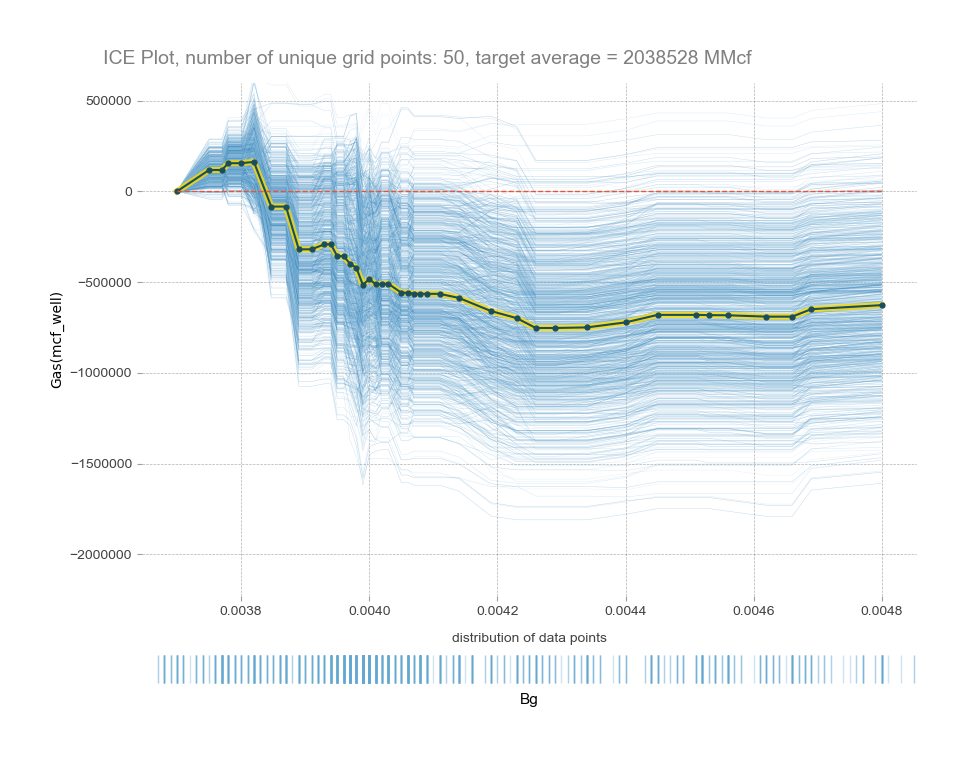 ICE Plot, number of unique grid points: 50, target average = 2038528 MMcf
500000
0
−500000
−1000000
−1500000
−2000000
Gas(mcf_well)
0.0038 0.0040 0.0042 0.0044 0.0046 0.0048
distribution of data points
Bg